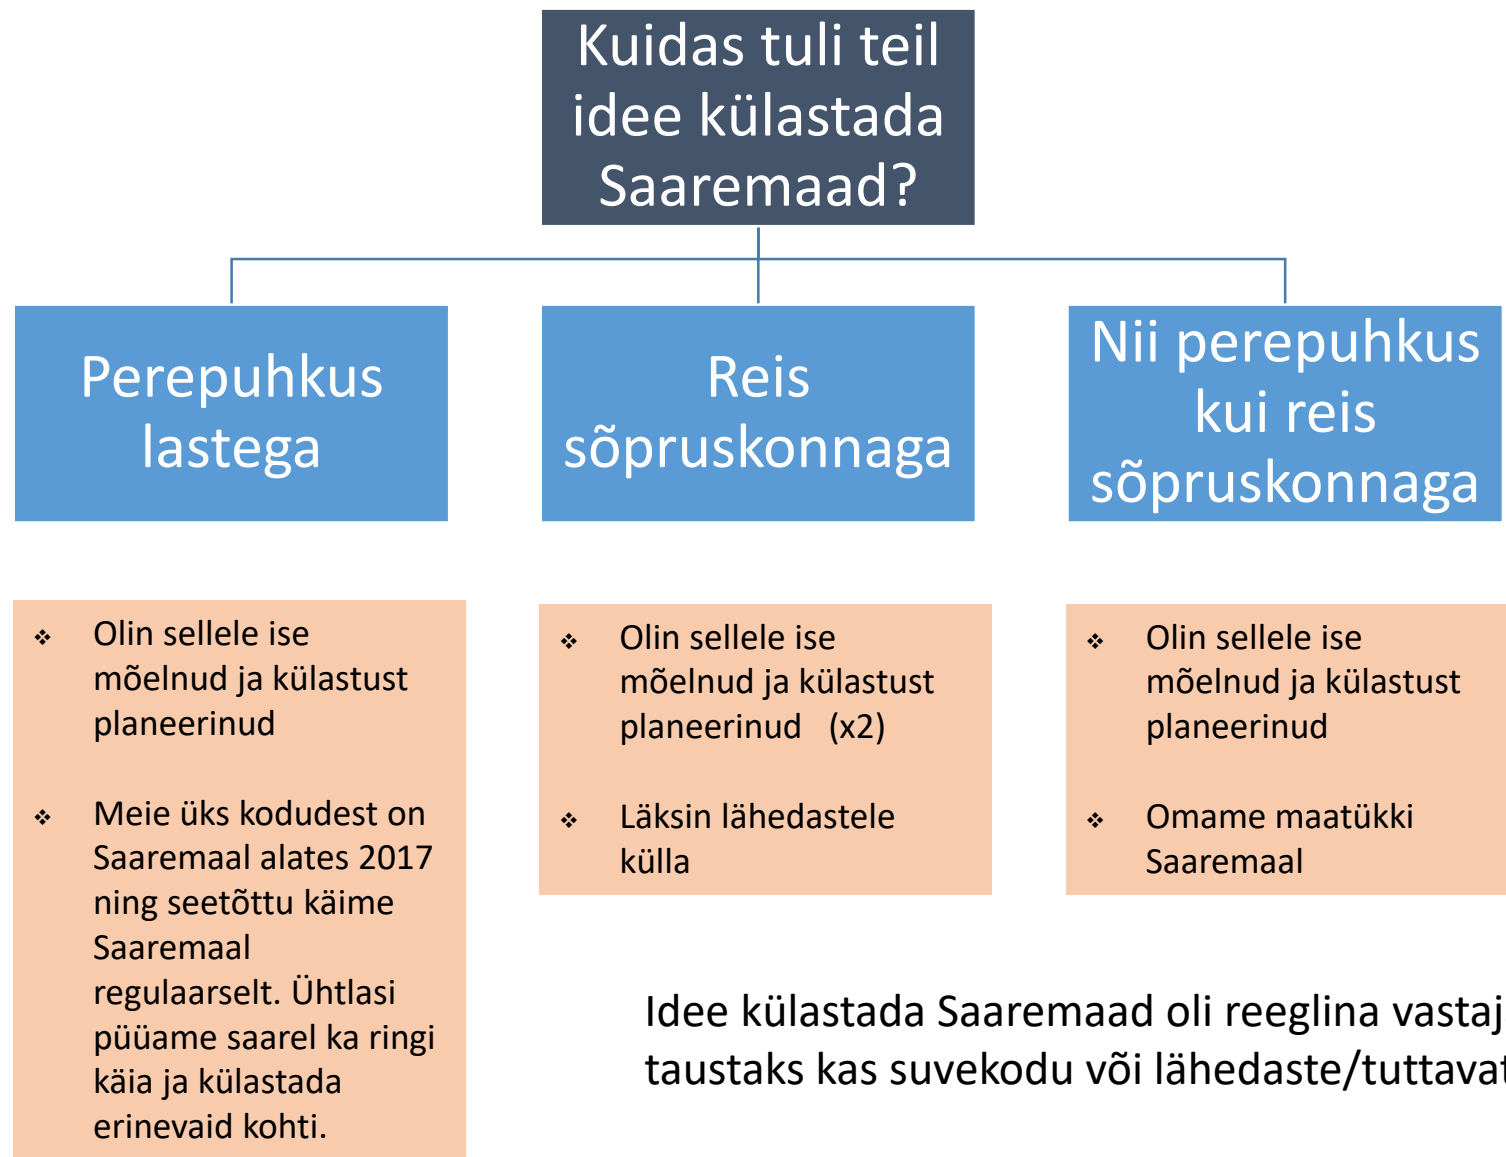 Kuidas tuli teil
idee külastada
Saaremaad?
Perepuhkus
lastega
Reis
sõpruskonnaga
Nii perepuhkus
kui reis
sõpruskonnaga
❖ Olin sellele ise
mõelnud ja külastust
planeerinud
❖ Meie üks kodudest on
Saaremaal alates 2017
ning seetõttu käime
Saaremaal
regulaarselt. Ühtlasi
püüame saarel ka ringi
käia ja külastada
erinevaid kohti.
❖ Olin sellele ise
mõelnud ja külastust
planeerinud (x2)
❖ Läksin lähedastele
külla
❖ Olin sellele ise
mõelnud ja külastust
planeerinud
❖ Omame maatükki
Saaremaal
Idee külastada Saaremaad oli reeglina vastaj
taustaks kas suvekodu või lähedaste/tuttavat